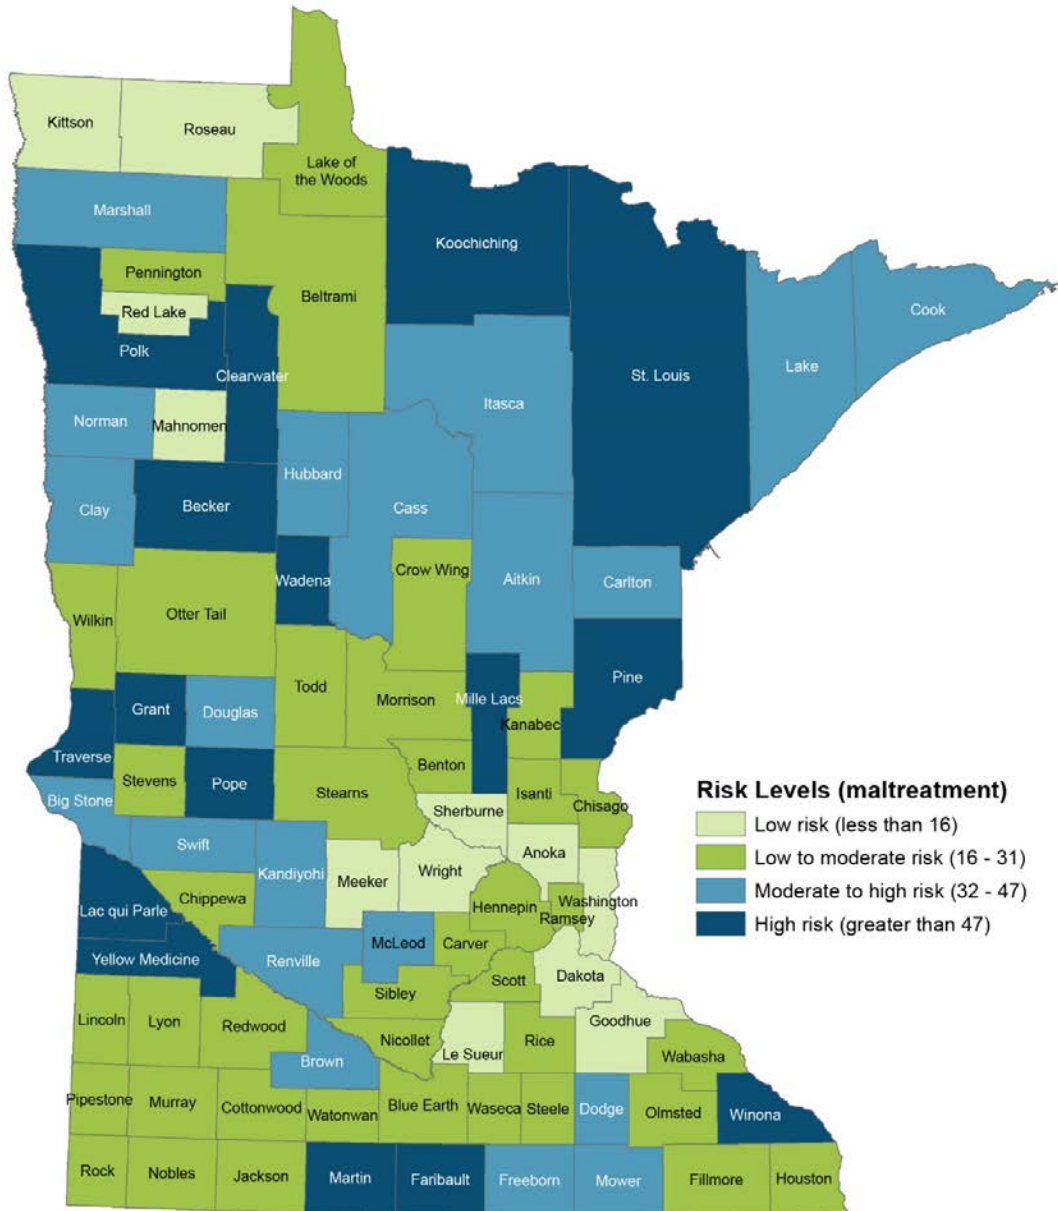 Kittson
Roseau
Lake of
the Woods
Marshall
Koochiching
Pennington
Beltrami
Red Lake
Cook
Polk
Clearwater
St. Louis
Lake
Itasca
Norman
Mahnomen
Hubbard
Becker
Clay
Cass
Crow Wing
Wadena
Aitkin
Carlton
Otter Tail
Wilkin
Pine
Todd
Morrison
Mille Lacs
Grant
Douglas
Kanabec
Traverse
Benton
Stevens
Pope
Stearns
Isanti
Big Stone
Chisago
Sherburne
Swift
Anoka
Kandiyohi
Wright
Meeker
Chippewa
Washington
Hennepin
Ramsey
Lac qui Parle
McLeod
Carver
Yellow Medicine
Renville
Dakota
Scott
Sibley
Lincoln
Lyon
Redwood
Goodhue
Nicollet
Rice
Le Sueur
Wabasha
Brown
Pipestone
Murray
Cottonwood
Watonwan
Blue Earth
Waseca
Steele
Dodge
Olmsted
Winona
Rock
Nobles
Jackson
Martin
Faribault
Freeborn
Mower
Fillmore
Houston
Risk Levels (maltreatment)
Low risk (less than 16)
Low to moderate risk (16 - 31)
Moderate to high risk (32 - 47)
High risk (greater than 47)